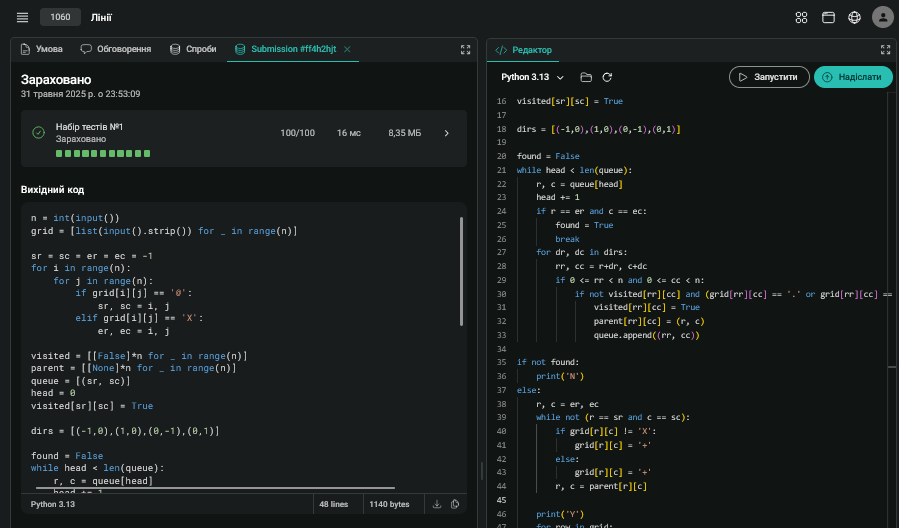 1060 Лінії
Умова Обговорення Спроби Submission #ff4h2hjt
Зараховано
31 травня 2025 р. о 23:53:09
Набір тестів №1
Зараховано
100/100 16 мс 8,35 МБ
Вихідний код
n = int(input())
grid = [list(input().strip()) for _ in range(n)]
sr = sc = er = ec = -1
for i in range(n):
    for j in range(n):
        if grid[i][j] == '@':
            sr, sc = i, j
        elif grid[i][j] == 'X':
            er, ec = i, j
visited = [[False]*n for _ in range(n)]
parent = [[None]*n for _ in range(n)]
queue = [(sr, sc)]
head = 0
visited[sr][sc] = True
dirs = [(-1,0),(1,0),(0,-1),(0,1)]
found = False
while head < len(queue):
    r, c = queue[head]
    head += 1
Python 3.13 48 lines 1140 bytes
Редактор
Python 3.13 Запустити Надіслати
16 visited[sr][sc] = True
17
18 dirs = [(-1,0),(1,0),(0,-1),(0,1)]
19
20 found = False
21 while head < len(queue):
22     r, c = queue[head]
23     head += 1
24     if r == er and c == ec:
25         found = True
26         break
27     for dr, dc in dirs:
28         rr, cc = r+dr, c+dc
29         if 0 <= rr < n and 0 <= cc < n:
30             if not visited[rr][cc] and (grid[rr][cc] == '.' or grid[rr][cc] ==
31                 visited[rr][cc] = True
32                 parent[rr][cc] = (r, c)
33                 queue.append((rr, cc))
34
35 if not found:
36     print('N')
37 else:
38     r, c = er, ec
39     while not (r == sr and c == sc):
40         if grid[r][c] != 'X':
41             grid[r][c] = '+'
42         else:
43             grid[r][c] = '+'
44         r, c = parent[r][c]
45
46     print('Y')
47     for row in grid: